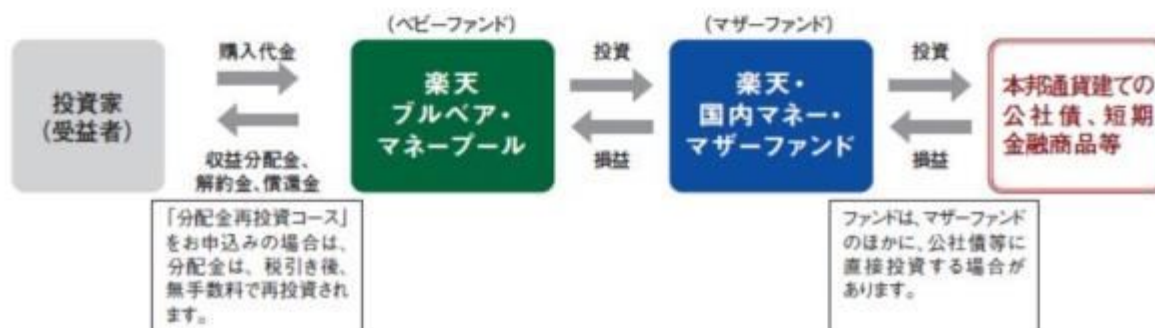 (ベビーファンド)
(マザーファンド)
投資家
(受益者)
購入代金
収益分配金、
解約金、償還金
楽天
ブルベア・
マネープール
投資
損益
楽天・
国内マネー・
マザーファンド
投資
損益
本邦通貨建ての
公社債、短期
金融商品等
「分配金再投資コース」
をお申込みの場合は、
分配金は、税引き後、
無手数料で再投資され
ます。
ファンドは、マザーファンド
のほかに、公社債等に
直接投資する場合が
あります。